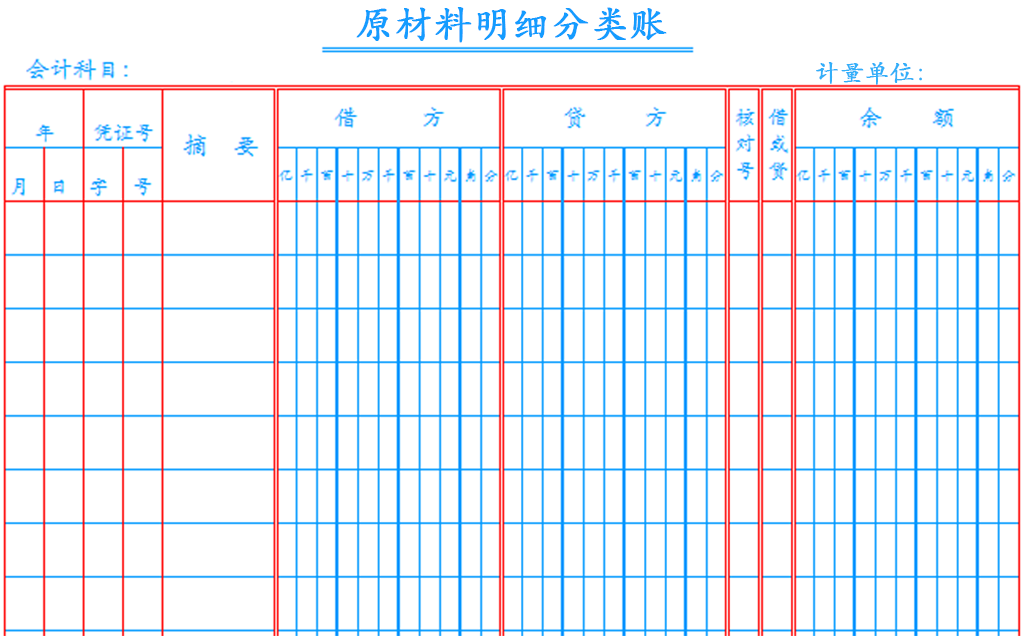 原材料明细分类账
会计科目：
计量单位：
年 凭证号 摘 要 借 方 贷 方 核对号 借或贷 余 额
月 日 字 号 亿 千 百 十 万 千 百 十 元 角 分 亿 千 百 十 万 千 百 十 元 角 分 亿 千 百 十 万 千 百 十 元 角 分